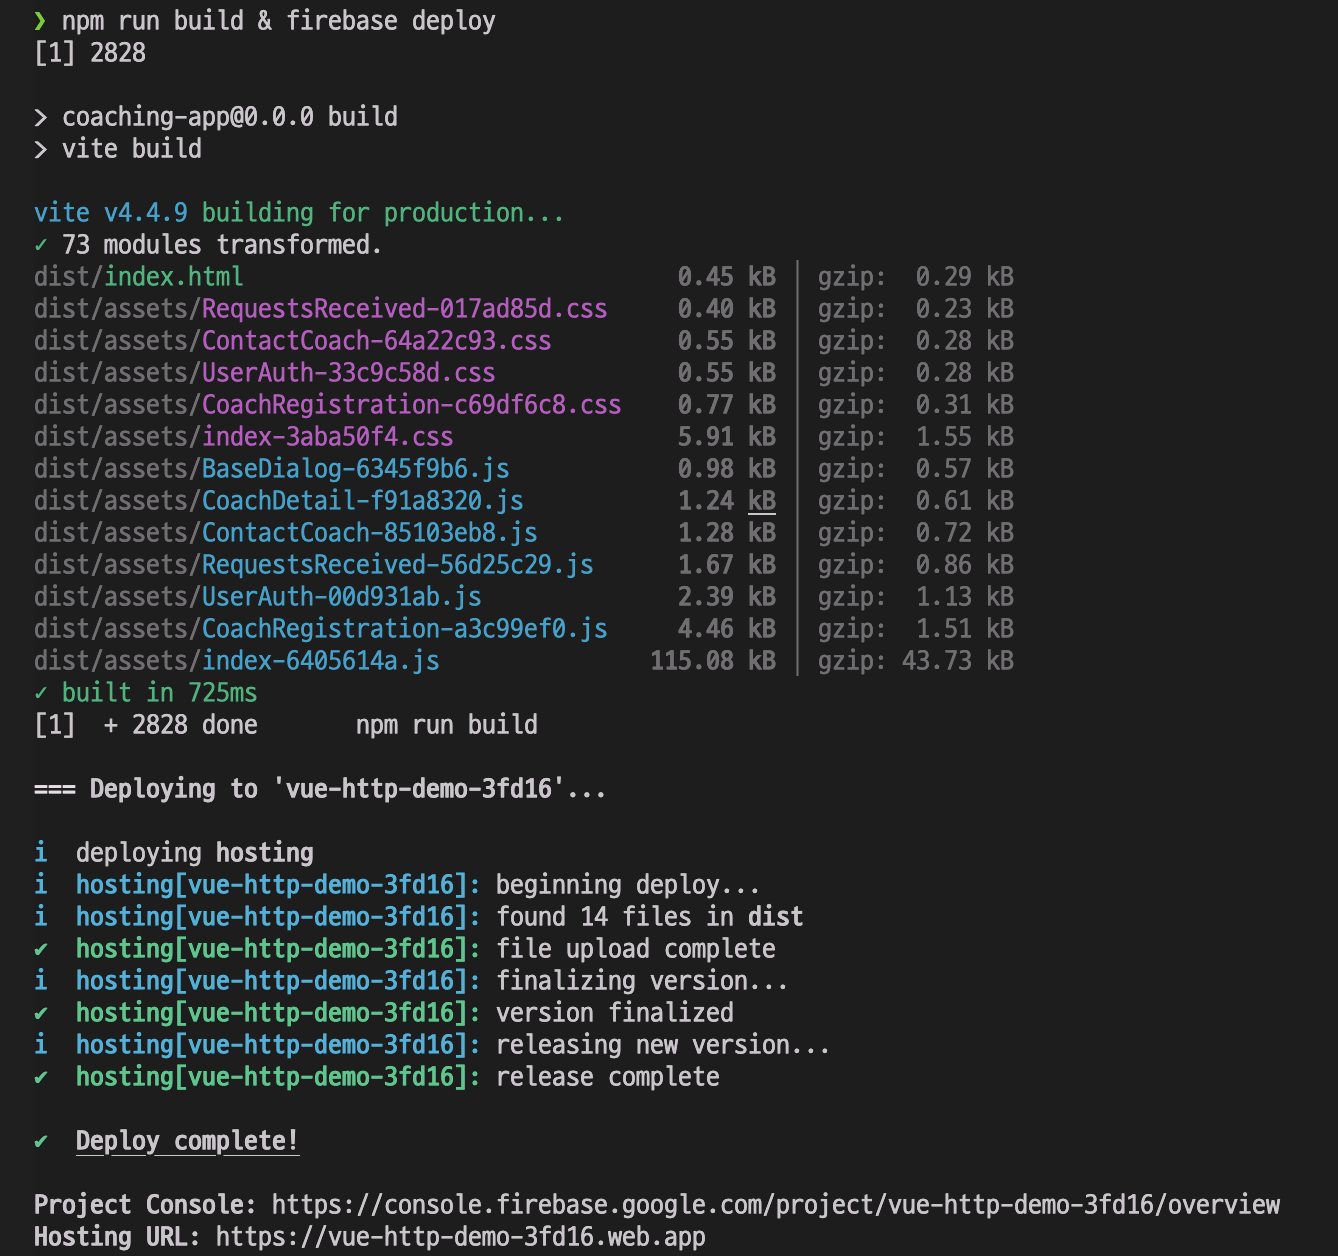 ❯ npm run build & firebase deploy
[1] 2828
> coaching-app@0.0.0 build
> vite build
vite v4.4.9 building for production...
✓ 73 modules transformed.
dist/index.html 0.45 kB │ gzip: 0.29 kB
dist/assets/RequestsReceived-017ad85d.css 0.40 kB │ gzip: 0.23 kB
dist/assets/ContactCoach-64a22c93.css 0.55 kB │ gzip: 0.28 kB
dist/assets/UserAuth-33c9c58d.css 0.55 kB │ gzip: 0.28 kB
dist/assets/CoachRegistration-c69df6c8.css 0.77 kB │ gzip: 0.31 kB
dist/assets/index-3aba50f4.css 5.91 kB │ gzip: 1.55 kB
dist/assets/BaseDialog-6345f9b6.js 0.98 kB │ gzip: 0.57 kB
dist/assets/CoachDetail-f91a8320.js 1.24 kB │ gzip: 0.61 kB
dist/assets/ContactCoach-85103eb8.js 1.28 kB │ gzip: 0.72 kB
dist/assets/RequestsReceived-56d25c29.js 1.67 kB │ gzip: 0.86 kB
dist/assets/UserAuth-00d931ab.js 2.39 kB │ gzip: 1.13 kB
dist/assets/CoachRegistration-a3c99ef0.js 4.46 kB │ gzip: 1.51 kB
dist/assets/index-6405614a.js 115.08 kB │ gzip: 43.73 kB
✓ built in 725ms
[1]  + 2828 done       npm run build
=== Deploying to 'vue-http-demo-3fd16'...
i  deploying hosting
i  hosting[vue-http-demo-3fd16]: beginning deploy...
i  hosting[vue-http-demo-3fd16]: found 14 files in dist
✔  hosting[vue-http-demo-3fd16]: file upload complete
i  hosting[vue-http-demo-3fd16]: finalizing version...
✔  hosting[vue-http-demo-3fd16]: version finalized
i  hosting[vue-http-demo-3fd16]: releasing new version...
✔  hosting[vue-http-demo-3fd16]: release complete
✔  Deploy complete!
Project Console: https://console.firebase.google.com/project/vue-http-demo-3fd16/overview
Hosting URL: https://vue-http-demo-3fd16.web.app